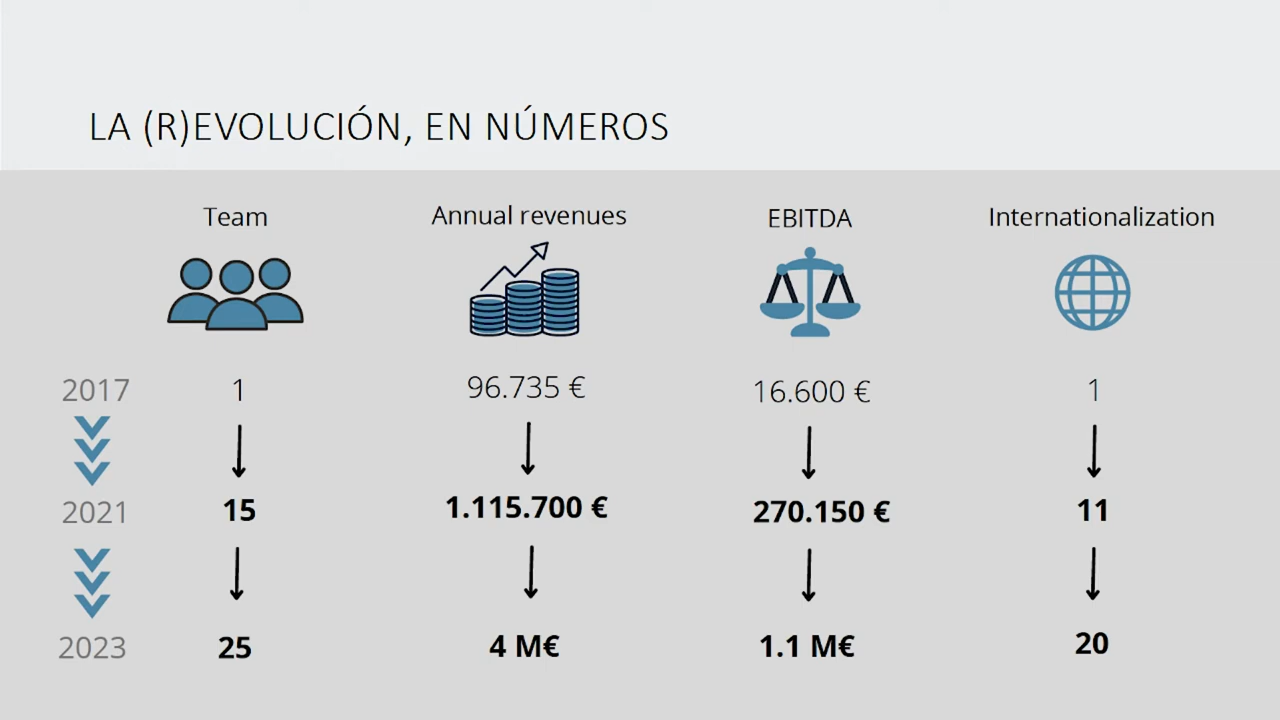 LA (R)EVOLUCIÓN, EN NÚMEROS
Team Annual revenues EBITDA Internationalization
2017 1 96.735 € 16.600 € 1
2021 15 1.115.700 € 270.150 € 11
2023 25 4 M€ 1.1 M€ 20